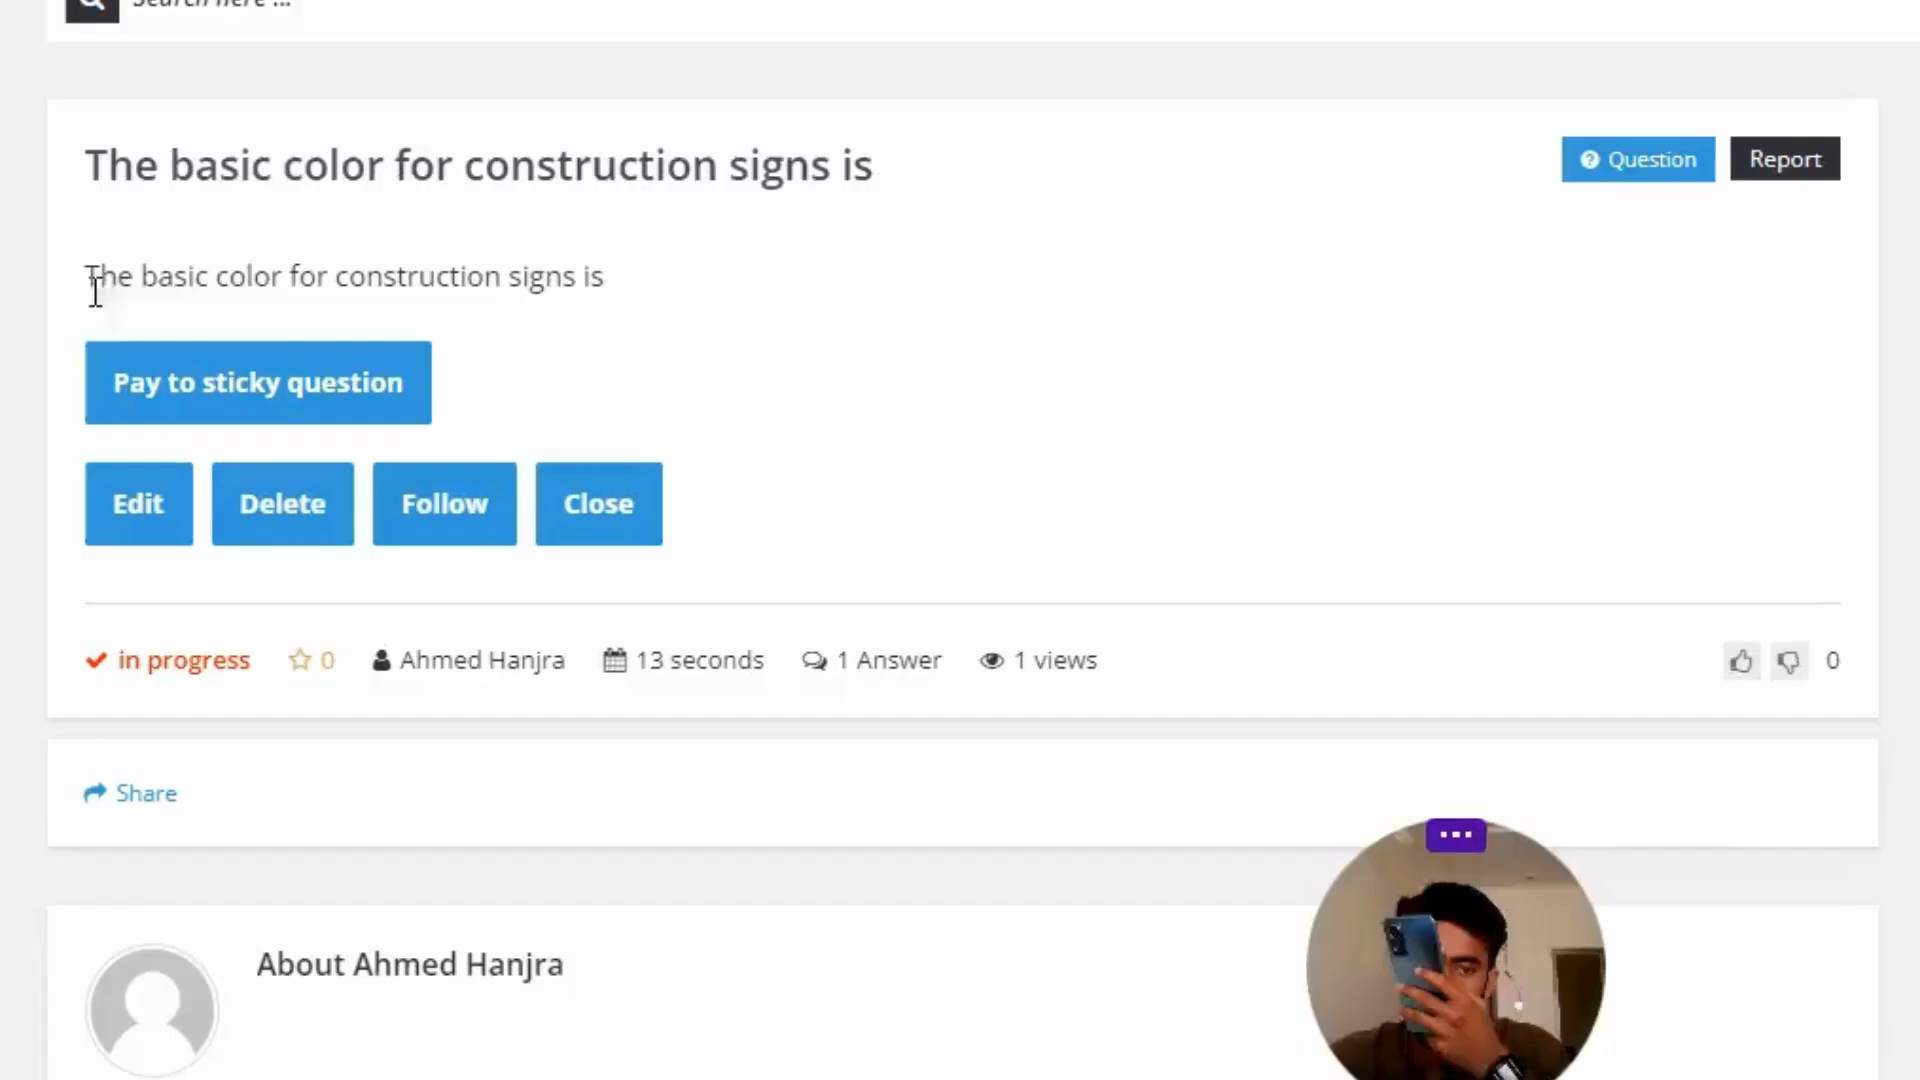 Search here ...
The basic color for construction signs is
Question
Report
The basic color for construction signs is
Pay to sticky question
Edit
Delete
Follow
Close
in progress
0
Ahmed Hanjra
13 seconds
1 Answer
1 views
0
Share
About Ahmed Hanjra